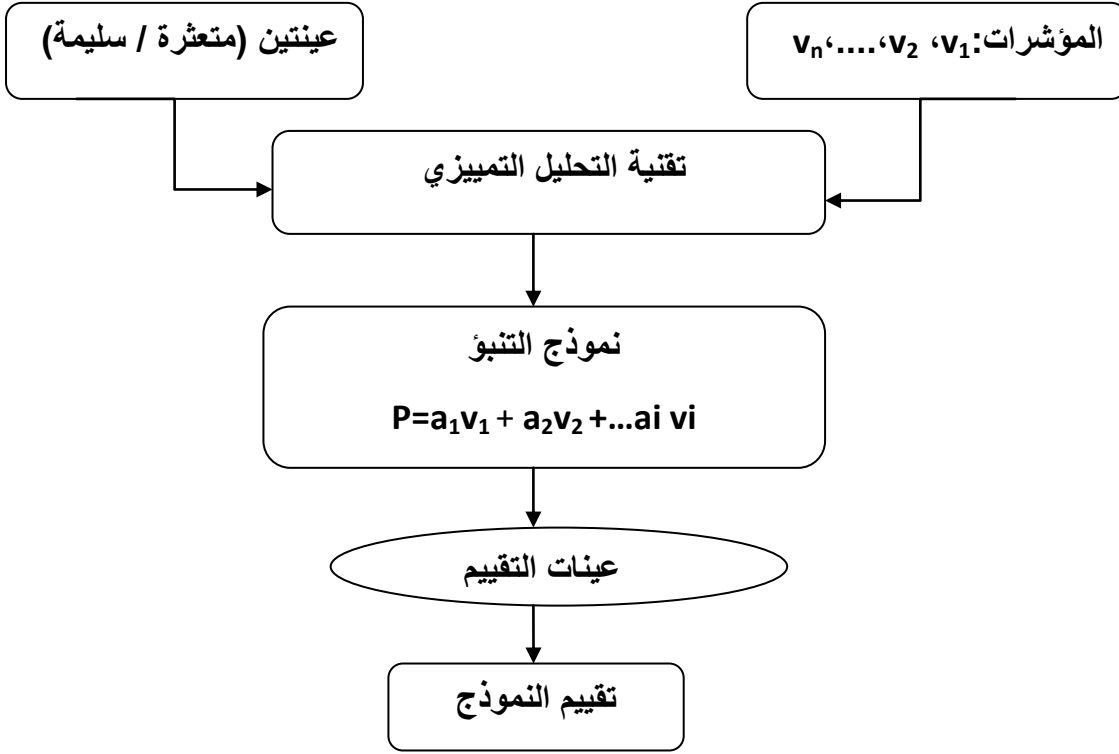 المؤشرات:v₁، v₂،....،vₙ
عينتين (متعثرة / سليمة)
تقنية التحليل التمييزي
نموذج التنبؤ
P=a₁v₁ + a₂v₂ +...ai vi
عينات التقييم
تقييم النموذج